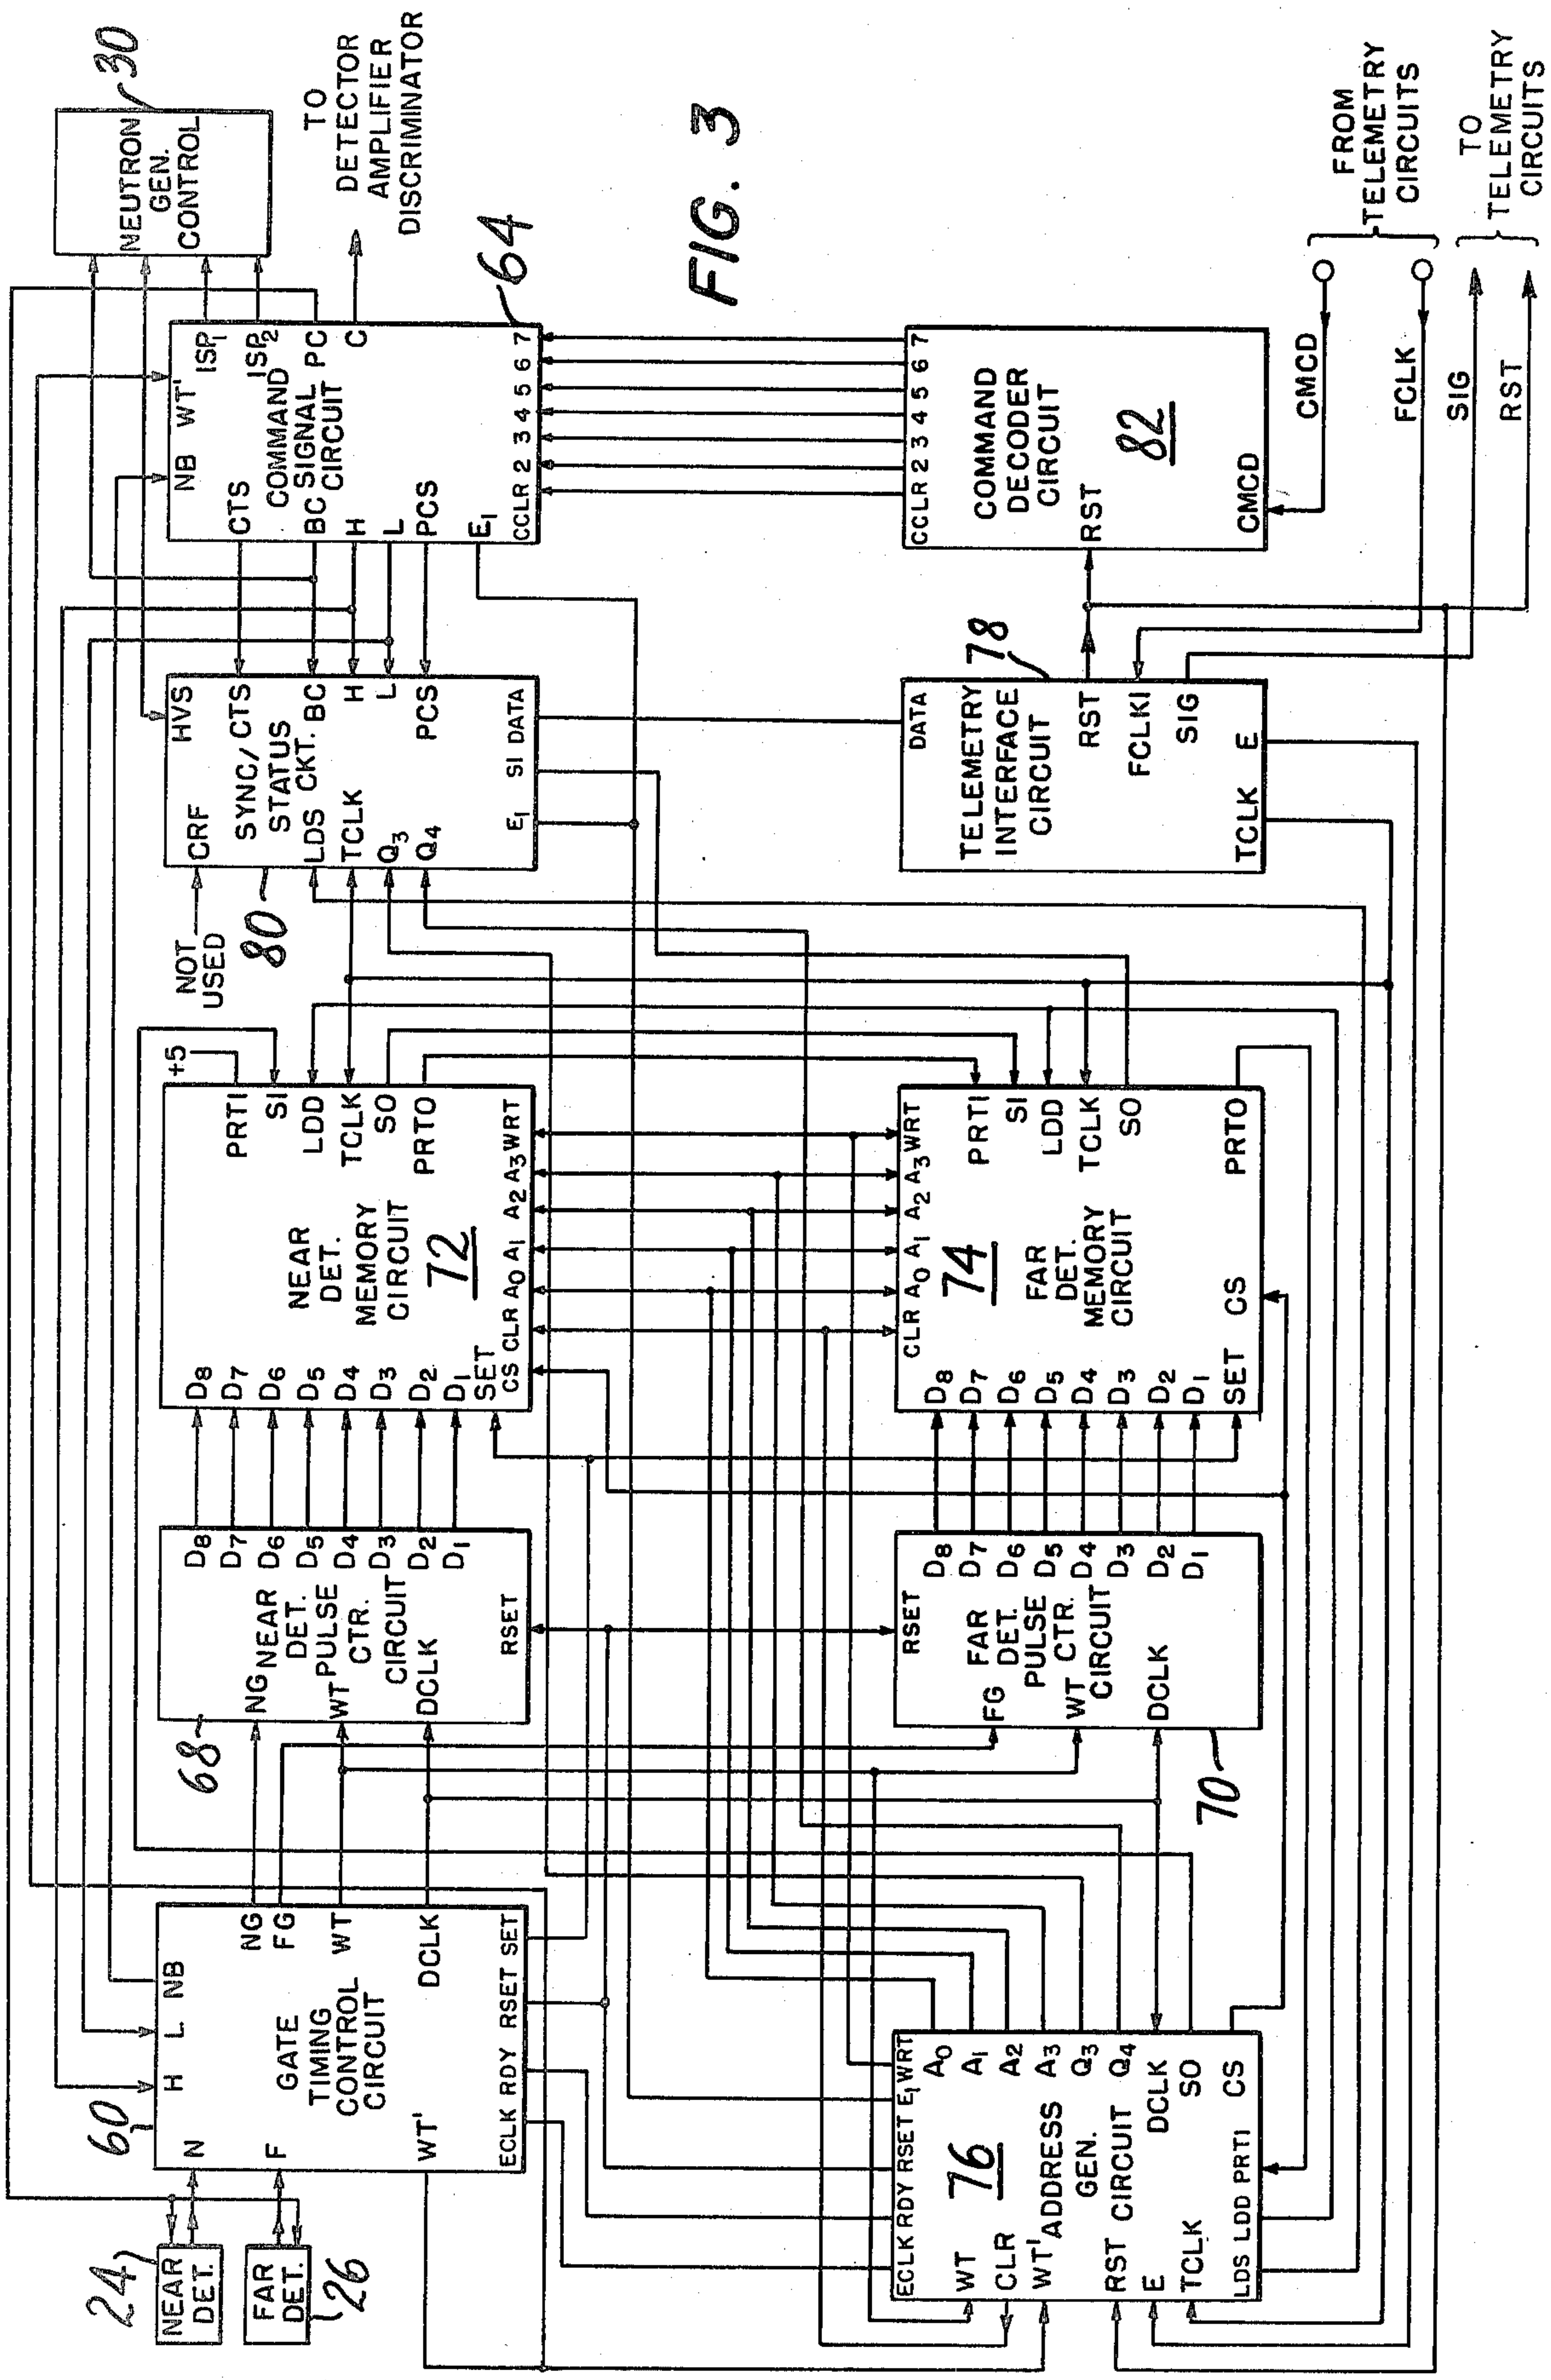 FIG. 3
24
NEAR
DET.
FAR
DET.
26
60
H
L
NB
N
F
GATE
TIMING
CONTROL
CIRCUIT
NG
FG
WT
DCLK
WT'
ECLK
RDY
RSET
SET
68
NG
NEAR
DET.
WT
PULSE
CTR.
CIRCUIT
DCLK
RSET
D8
D7
D6
D5
D4
D3
D2
D1
D8
D7
D6
D5
D4
D3
D2
D1
SET
CS
CLR
A0
A1
A2
A3
WRT
NEAR
DET.
MEMORY
CIRCUIT
72
+5
PRTI
SI
LDD
TCLK
SO
PRTO
NOT
USED
80
CRF
HVS
SYNC/
STATUS
CKT.
LDS
TCLK
Q3
Q4
CTS
BC
H
L
PCS
E1
SI
DATA
NB
WT'
CTS
BC
H
L
PCS
E1
COMMAND
SIGNAL
CIRCUIT
ISP1
ISP2
PC
C
CCLR
2
3
4
5
6
7
64
NEUTRON
GEN.
CONTROL
30
TO
DETECTOR
AMPLIFIER
DISCRIMINATOR
ECLK
RDY
RSET
E1
WRT
WT
CLR
WT'
76
ADDRESS
GEN.
CIRCUIT
RST
E
TCLK
A0
A1
A2
A3
Q3
Q4
DCLK
SO
CS
LDS
LDD
PRTI
RSET
FG
FAR
DET.
PULSE
WT
CTR.
CIRCUIT
DCLK
70
D8
D7
D6
D5
D4
D3
D2
D1
D8
D7
D6
D5
D4
D3
D2
D1
SET
CS
CLR
A0
A1
A2
A3
WRT
74
FAR
DET.
MEMORY
CIRCUIT
PRTI
SI
LDD
TCLK
SO
PRTO
DATA
78
TELEMETRY
INTERFACE
CIRCUIT
RST
FCLKI
SIG
TCLK
E
CCLR
2
3
4
5
6
7
COMMAND
DECODER
CIRCUIT
82
RST
CMCD
CMCD
FCLK
SIG
RST
FROM
TELEMETRY
CIRCUITS
TO
TELEMETRY
CIRCUITS